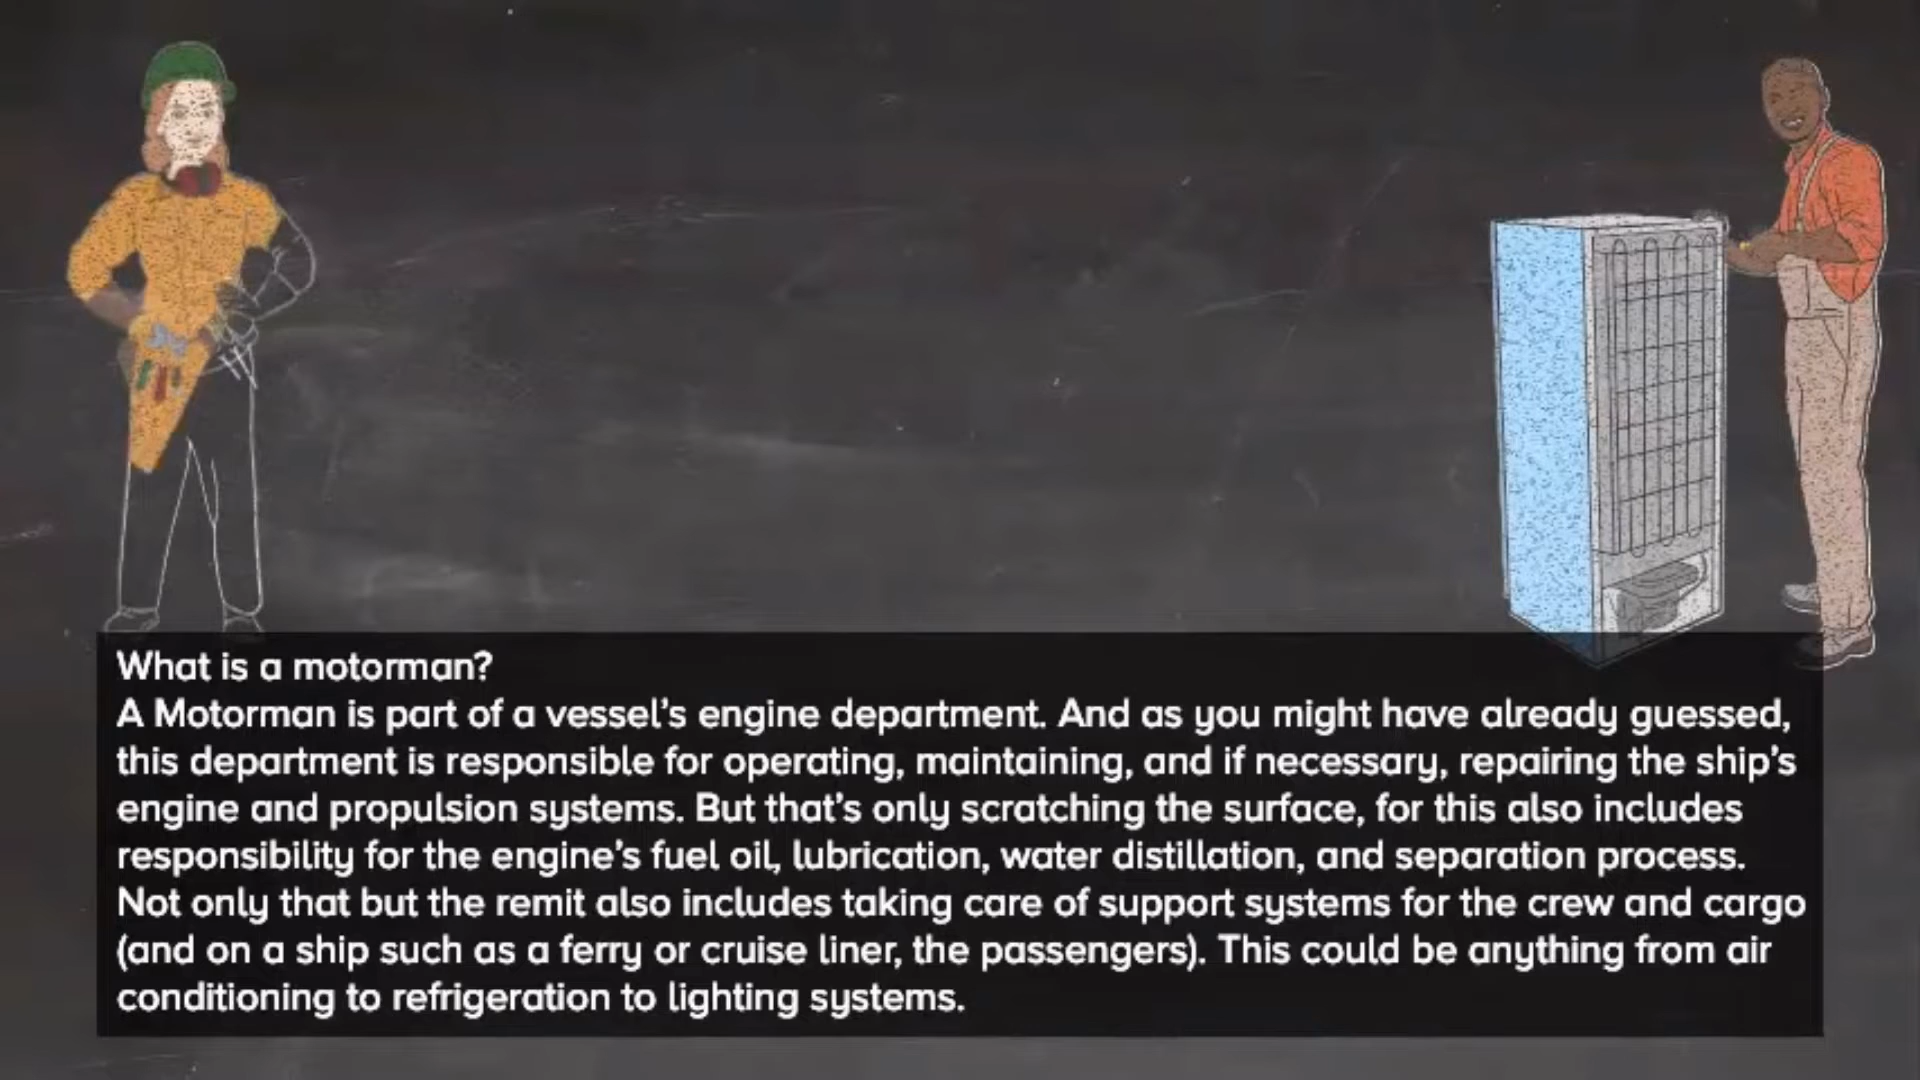 What is a motorman?
A Motorman is part of a vessel's engine department. And as you might have already guessed,
this department is responsible for operating, maintaining, and if necessary, repairing the ship's
engine and propulsion systems. But that's only scratching the surface, for this also includes
responsibility for the engine's fuel oil, lubrication, water distillation, and separation process.
Not only that but the remit also includes taking care of support systems for the crew and cargo
(and on a ship such as a ferry or cruise liner, the passengers). This could be anything from air
conditioning to refrigeration to lighting systems.